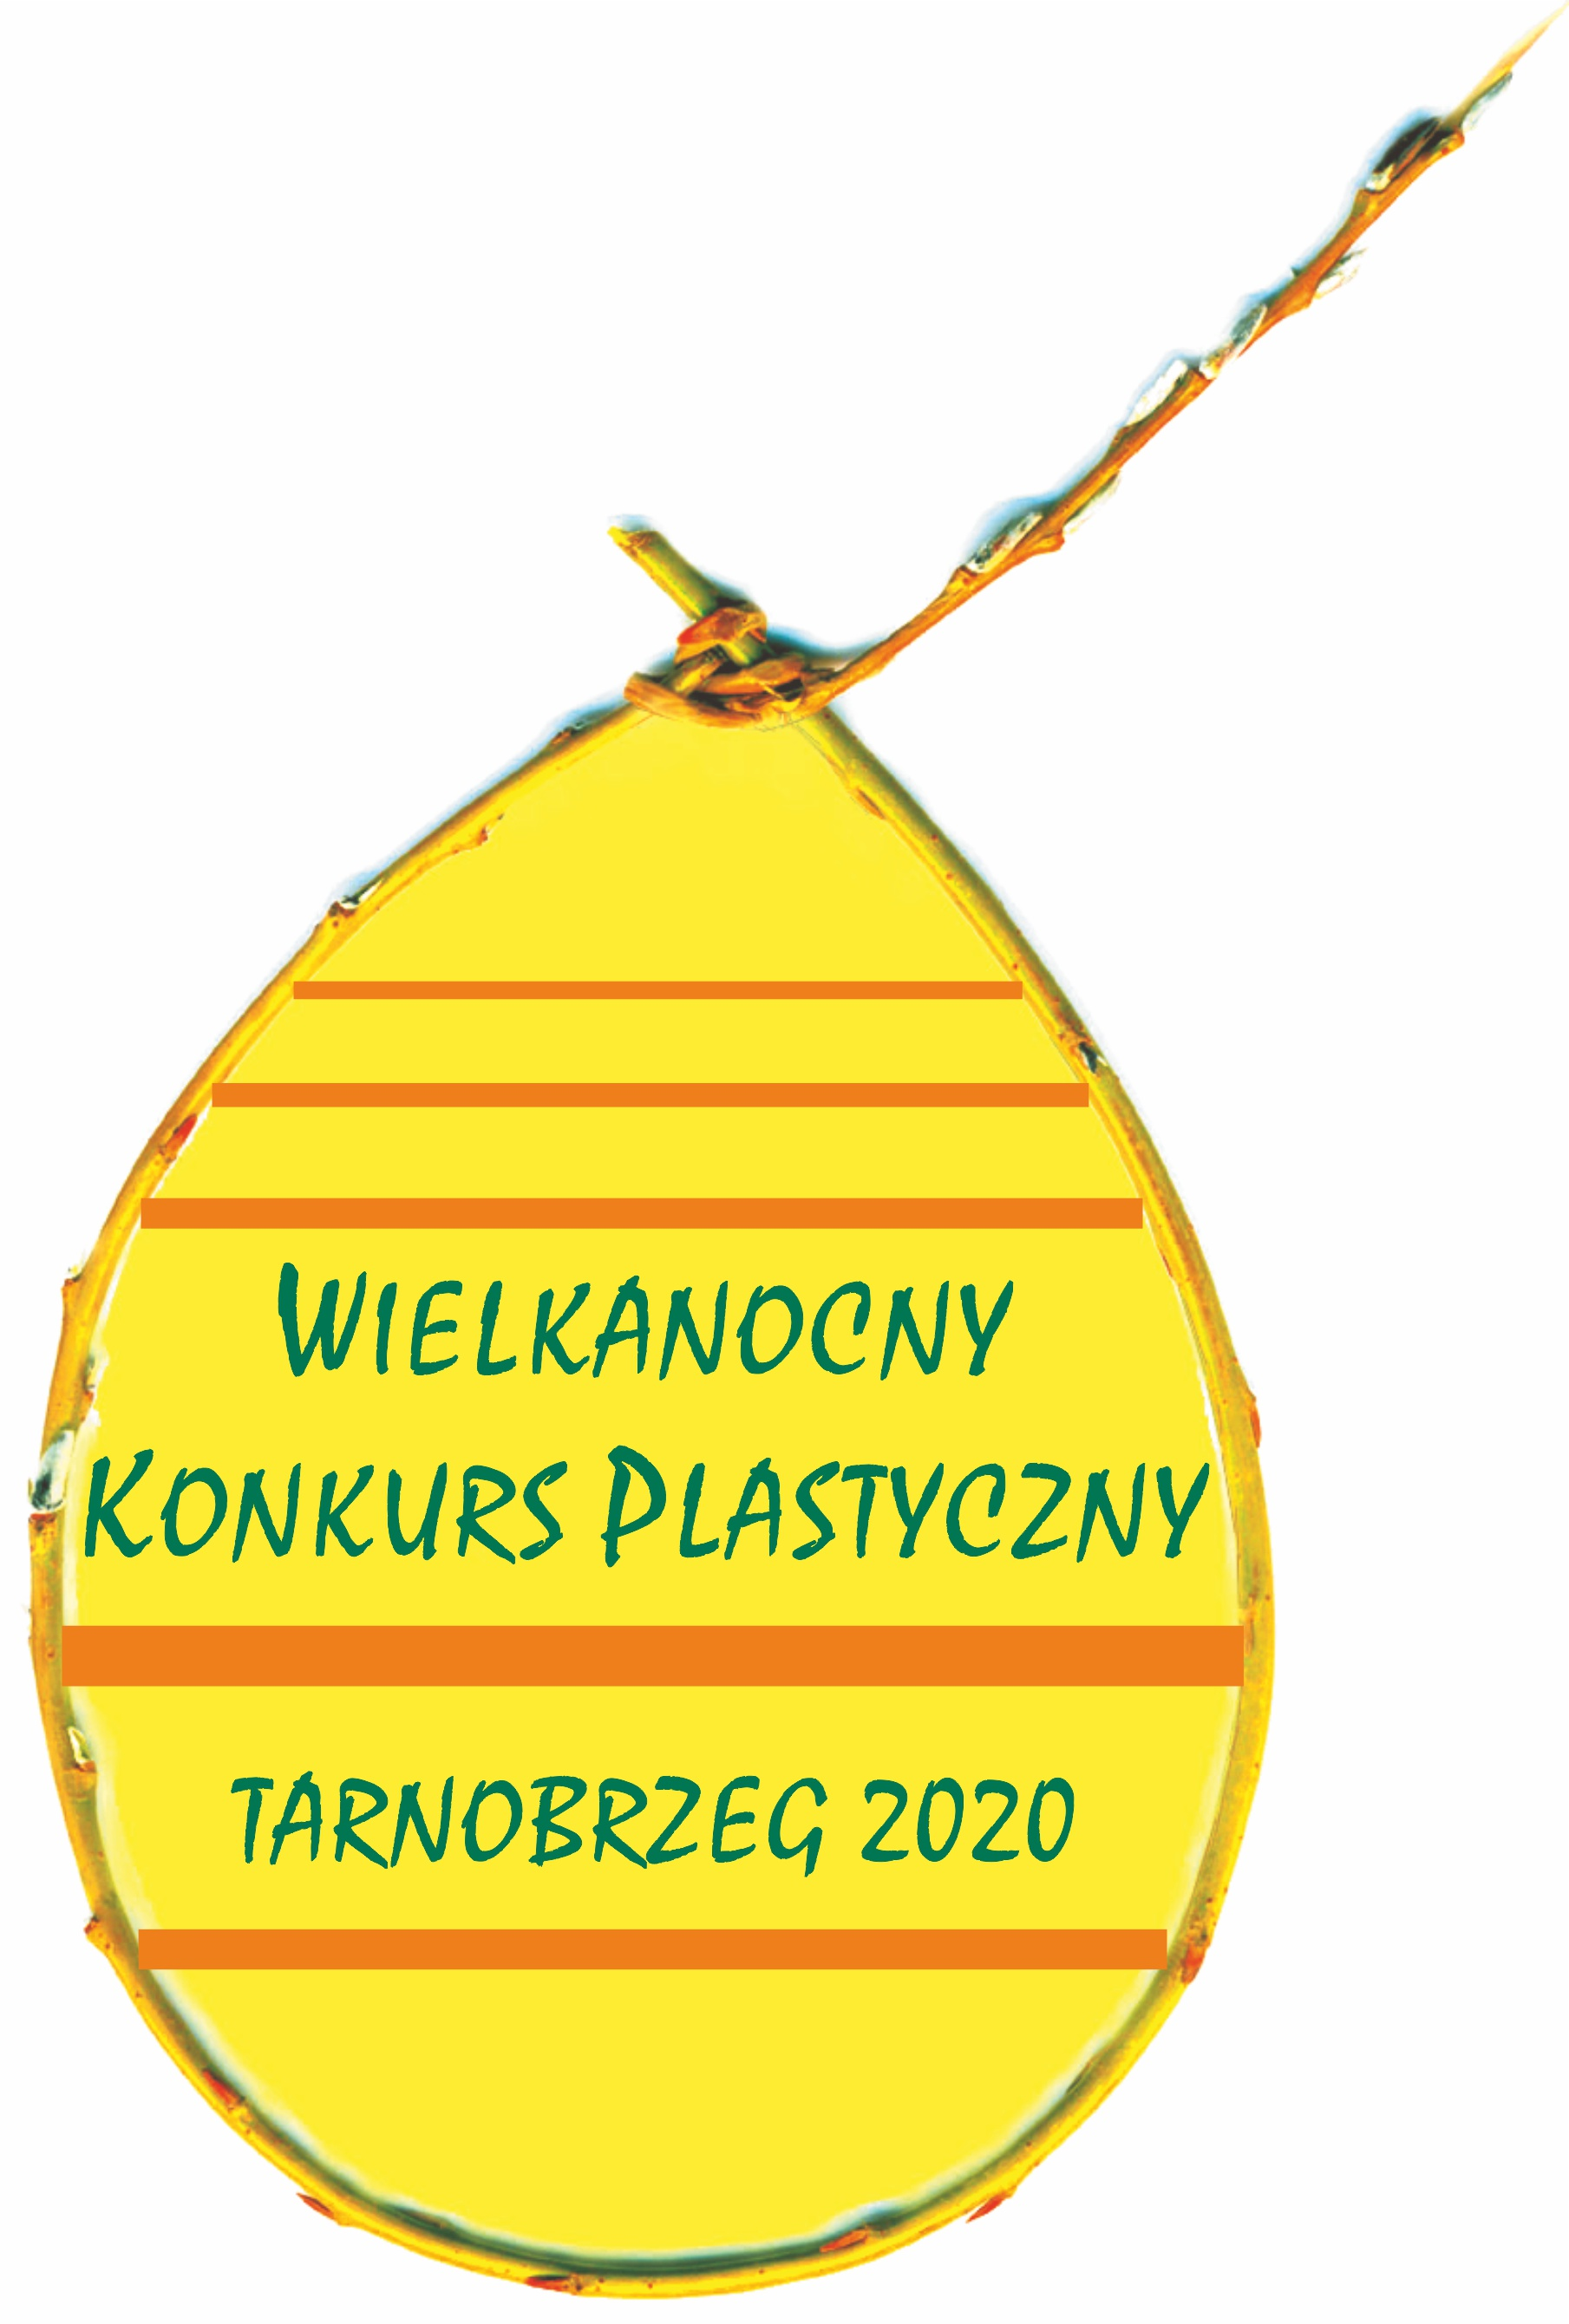 Wielkanocny
Konkurs Plastyczny
TARNOBRZEG 2020